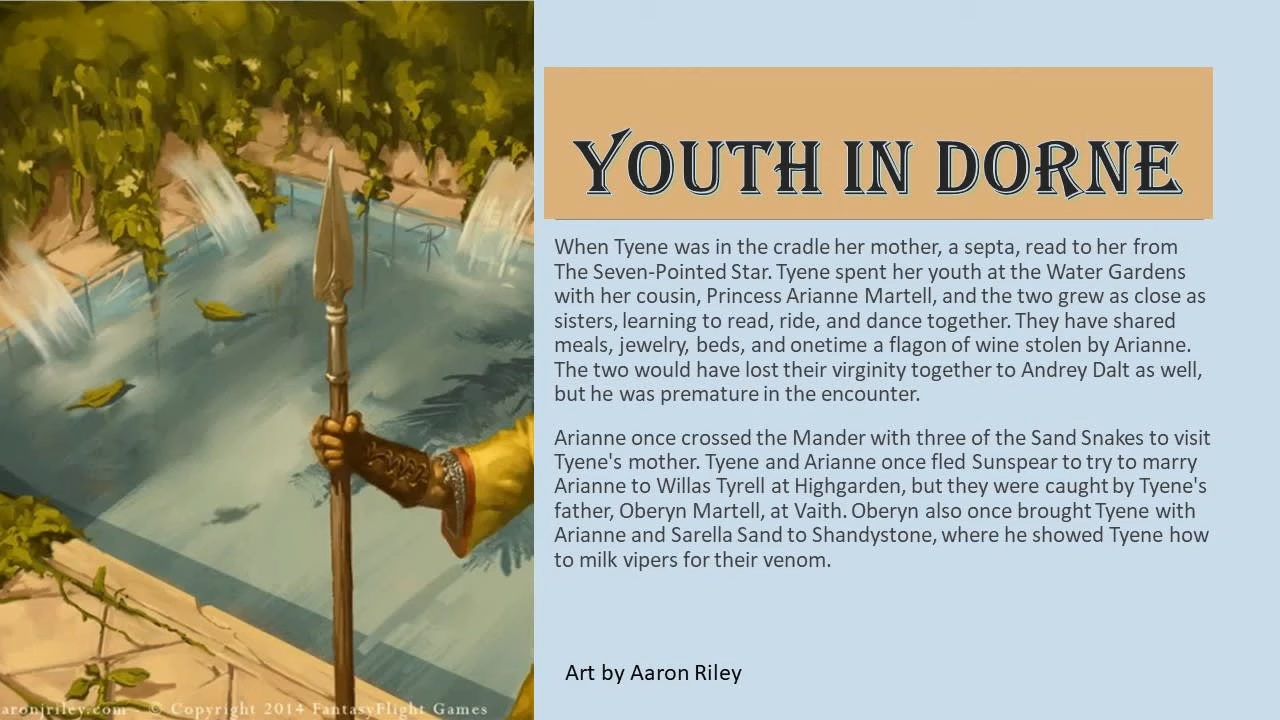 YOUTH IN DORNE
When Tyene was in the cradle her mother, a septa, read to her from
The Seven-Pointed Star. Tyene spent her youth at the Water Gardens
with her cousin, Princess Arianne Martell, and the two grew as close as
sisters, learning to read, ride, and dance together. They have shared
meals, jewelry, beds, and onetime a flagon of wine stolen by Arianne.
The two would have lost their virginity together to Andrey Dalt as well,
but he was premature in the encounter.
Arianne once crossed the Mander with three of the Sand Snakes to visit
Tyene's mother. Tyene and Arianne once fled Sunspear to try to marry
Arianne to Willas Tyrell at Highgarden, but they were caught by Tyene's
father, Oberyn Martell, at Vaith. Oberyn also once brought Tyene with
Arianne and Sarella Sand to Shandystone, where he showed Tyene how
to milk vipers for their venom.
Art by Aaron Riley
aronjriley.com - © Copyright 2014 FantasyFlight Games